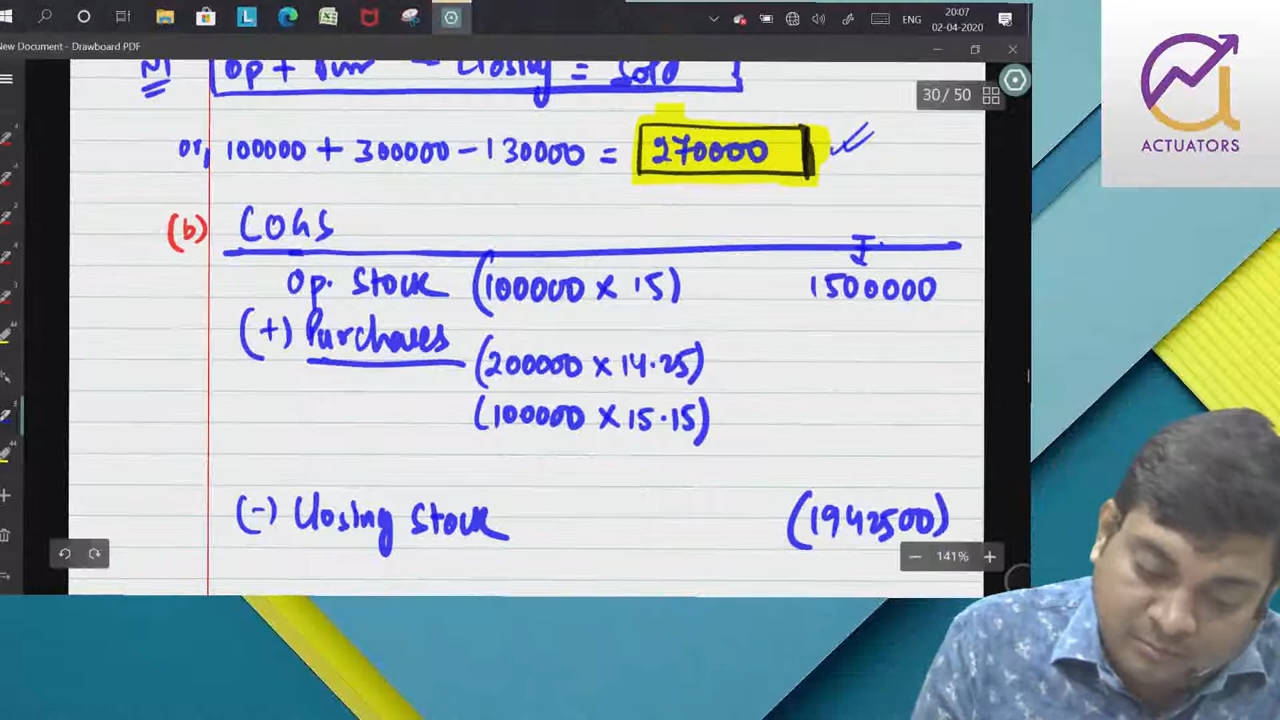 20:07
ENG
02-04-2020
New Document - Drawboard PDF
Op + Pur - Closing = Sold
30 / 50
or, 100000 + 300000 - 130000 = 270000
(b) COGS
Op. Stock (100000 × 15) 1500000
(+) Purchases
(200000 × 14.25)
(100000 × 15.15)
(-) Closing Stock (1942500)
141%
ACTUATORS